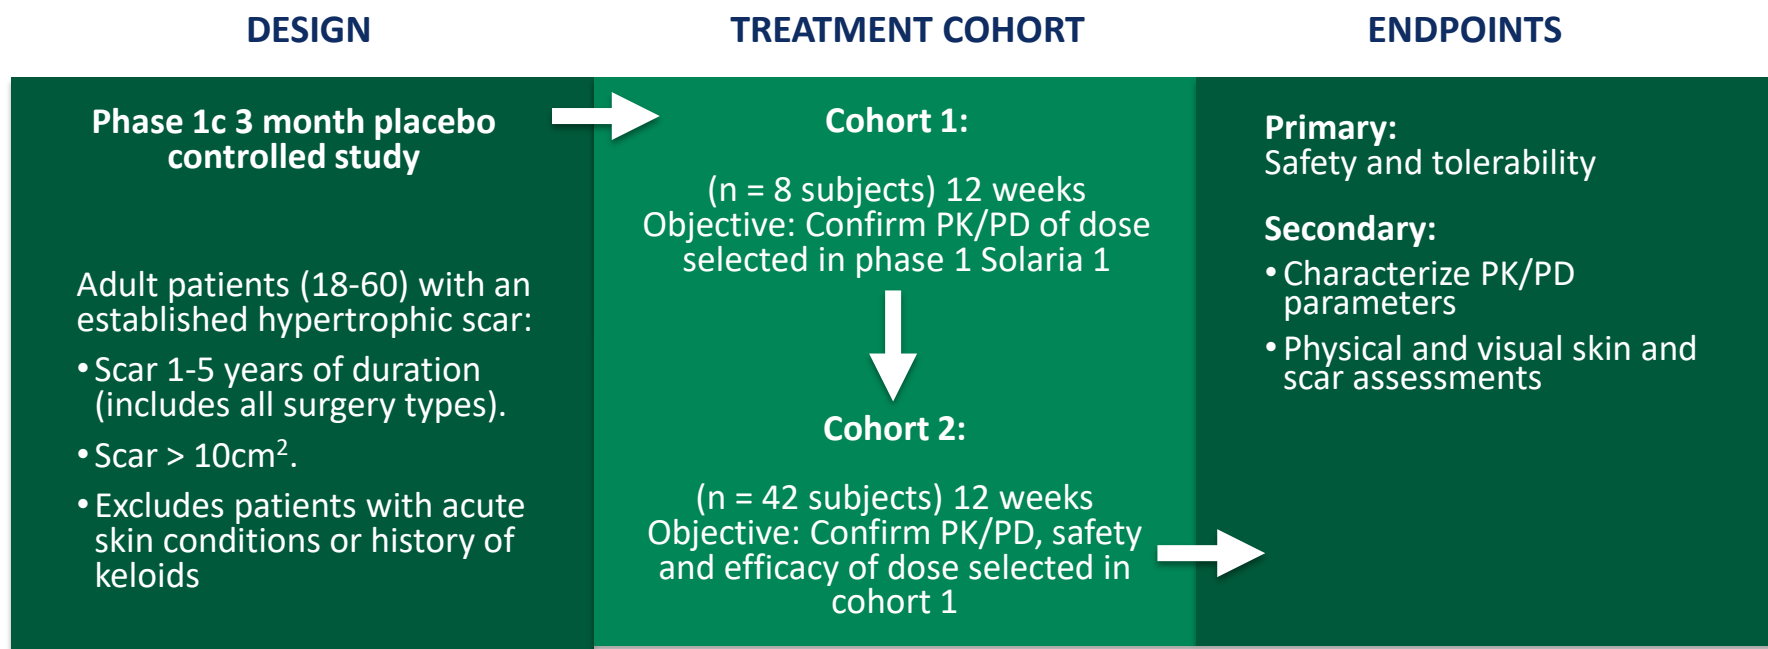 DESIGN
TREATMENT COHORT
ENDPOINTS
Phase 1c 3 month placebo
controlled study
Adult patients (18-60) with an
established hypertrophic scar:
• Scar 1-5 years of duration
(includes all surgery types).
• Scar > 10cm².
• Excludes patients with acute
skin conditions or history of
keloids
Cohort 1:
(n = 8 subjects) 12 weeks
Objective: Confirm PK/PD of dose
selected in phase 1 Solaria 1
Cohort 2:
(n = 42 subjects) 12 weeks
Objective: Confirm PK/PD, safety
and efficacy of dose selected in
cohort 1
Primary:
Safety and tolerability
Secondary:
• Characterize PK/PD
parameters
• Physical and visual skin and
scar assessments